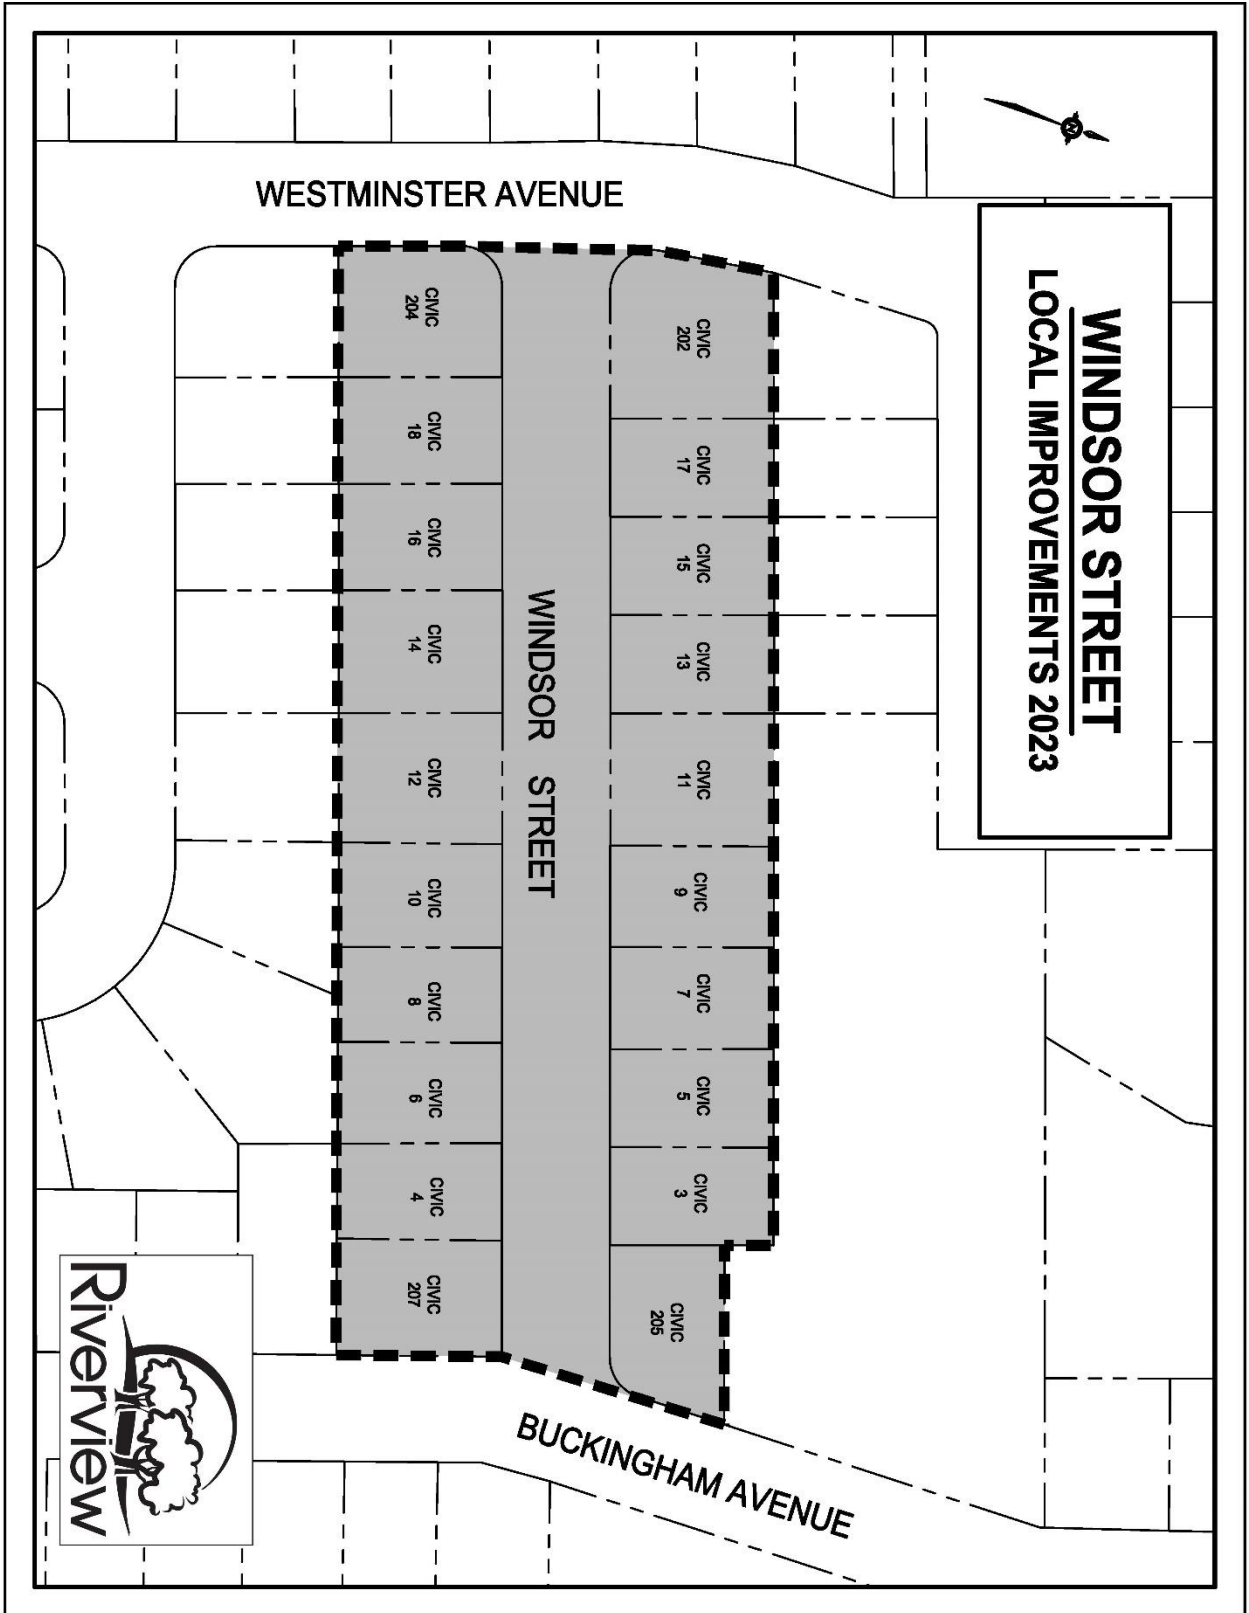 WINDSOR STREET
LOCAL IMPROVEMENTS 2023
N
WESTMINSTER AVENUE
CIVIC
204
CIVIC
202
CIVIC
18
CIVIC
17
CIVIC
16
CIVIC
15
CIVIC
14
CIVIC
13
WINDSOR STREET
CIVIC
12
CIVIC
11
CIVIC
10
CIVIC
9
CIVIC
8
CIVIC
7
CIVIC
6
CIVIC
5
CIVIC
4
CIVIC
3
CIVIC
207
CIVIC
205
BUCKINGHAM AVENUE
Riverview